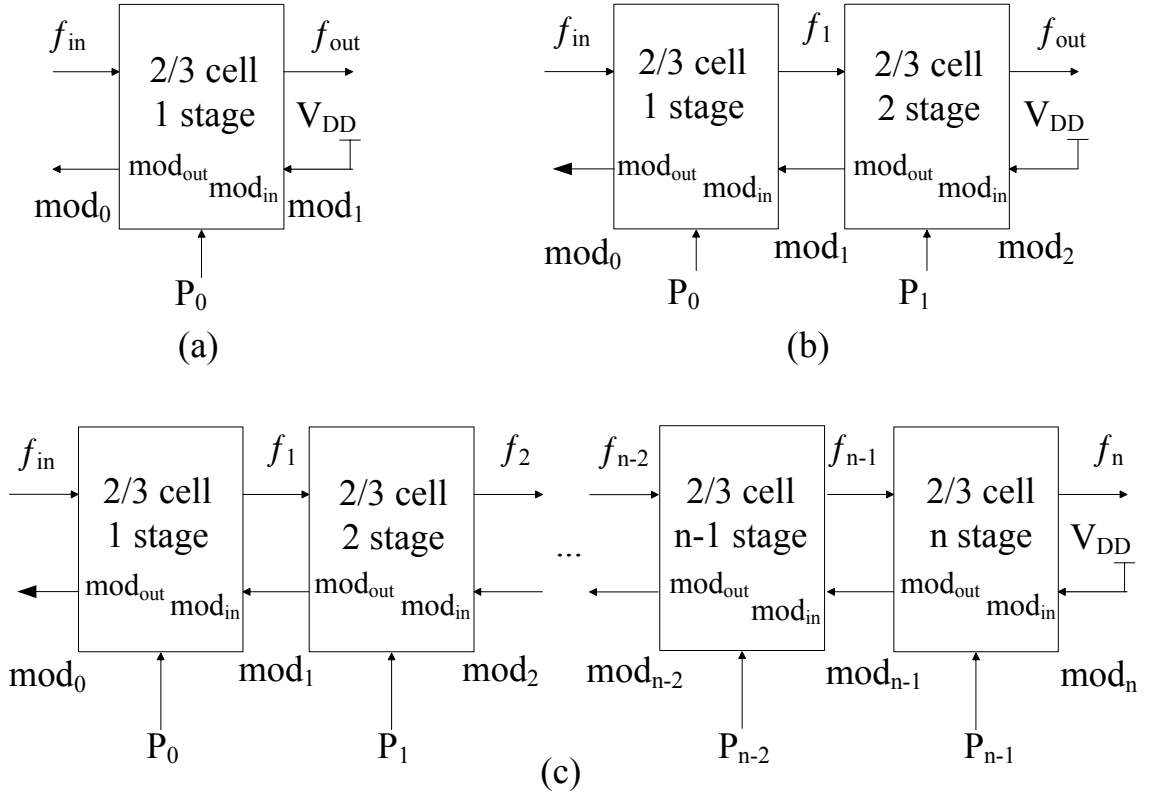 f_in
f_out
2/3 cell
1 stage
V_DD
mod_out
mod_in
mod_0
mod_1
P_0
(a)
f_in
f_1
f_out
2/3 cell
1 stage
2/3 cell
2 stage
V_DD
mod_out
mod_in
mod_out
mod_in
mod_0
mod_1
mod_2
P_0
P_1
(b)
f_in
f_1
f_2
f_n-2
f_n-1
f_n
2/3 cell
1 stage
2/3 cell
2 stage
...
2/3 cell
n-1 stage
2/3 cell
n stage
V_DD
mod_out
mod_in
mod_out
mod_in
mod_out
mod_in
mod_out
mod_in
mod_0
mod_1
mod_2
mod_n-2
mod_n-1
mod_n
P_0
P_1
P_n-2
P_n-1
(c)